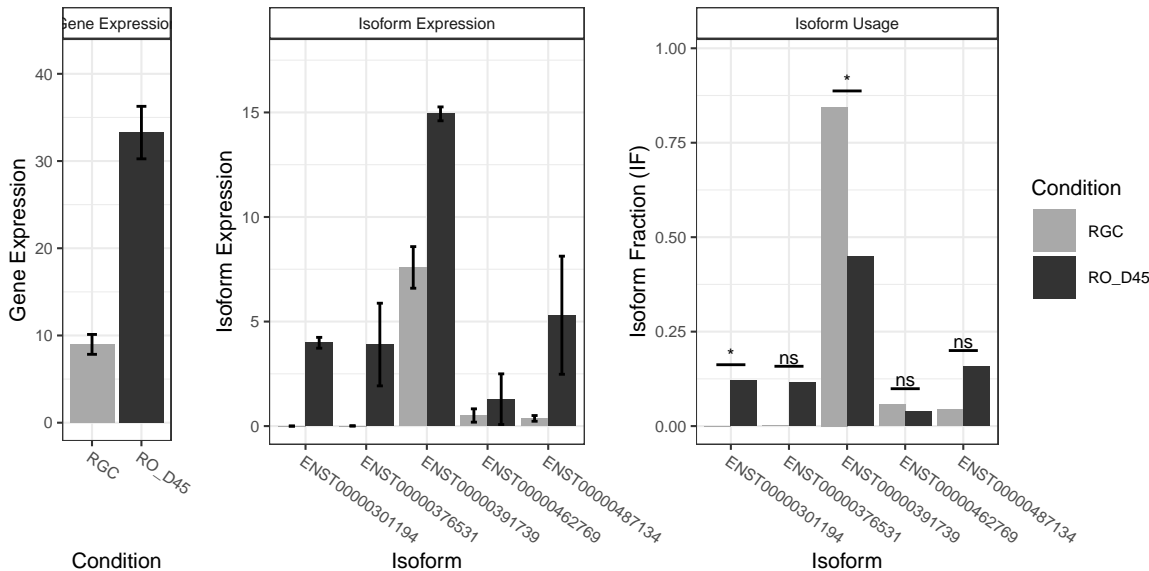 Gene Expression
Gene Expression
0
10
20
30
40
RGC
RO_D45
Condition
Isoform Expression
Isoform Expression
0
5
10
15
ENST00000301194
ENST00000376531
ENST00000391739
ENST00000462769
ENST00000487134
Isoform
Isoform Usage
Isoform Fraction (IF)
0.00
0.25
0.50
0.75
1.00
*
ns
*
ns
ns
ENST00000301194
ENST00000376531
ENST00000391739
ENST00000462769
ENST00000487134
Isoform
Condition
RGC
RO_D45